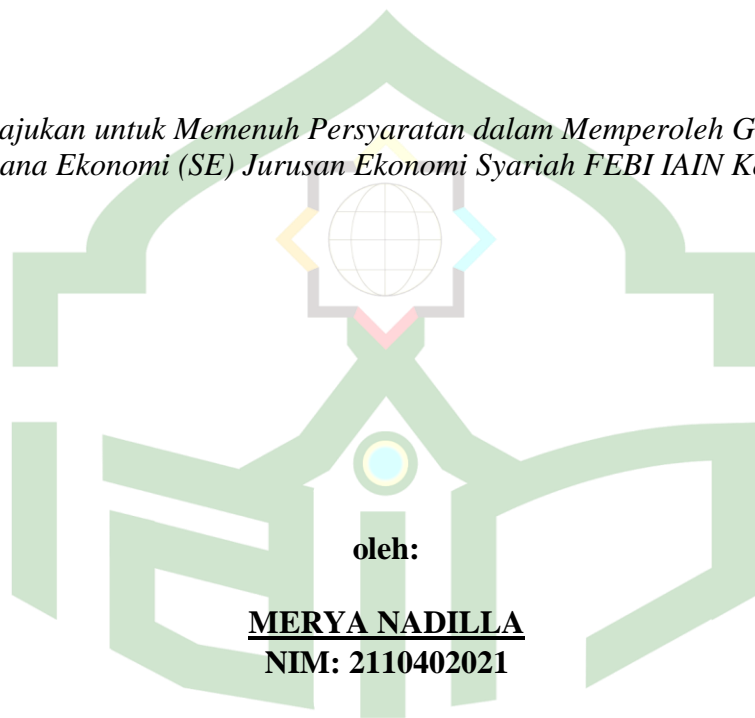 ajukan untuk Memenuh Persyaratan dalam Memperoleh G
ana Ekonomi (SE) Jurusan Ekonomi Syariah FEBI IAIN K
oleh:
MERYA NADILLA
NIM: 2110402021